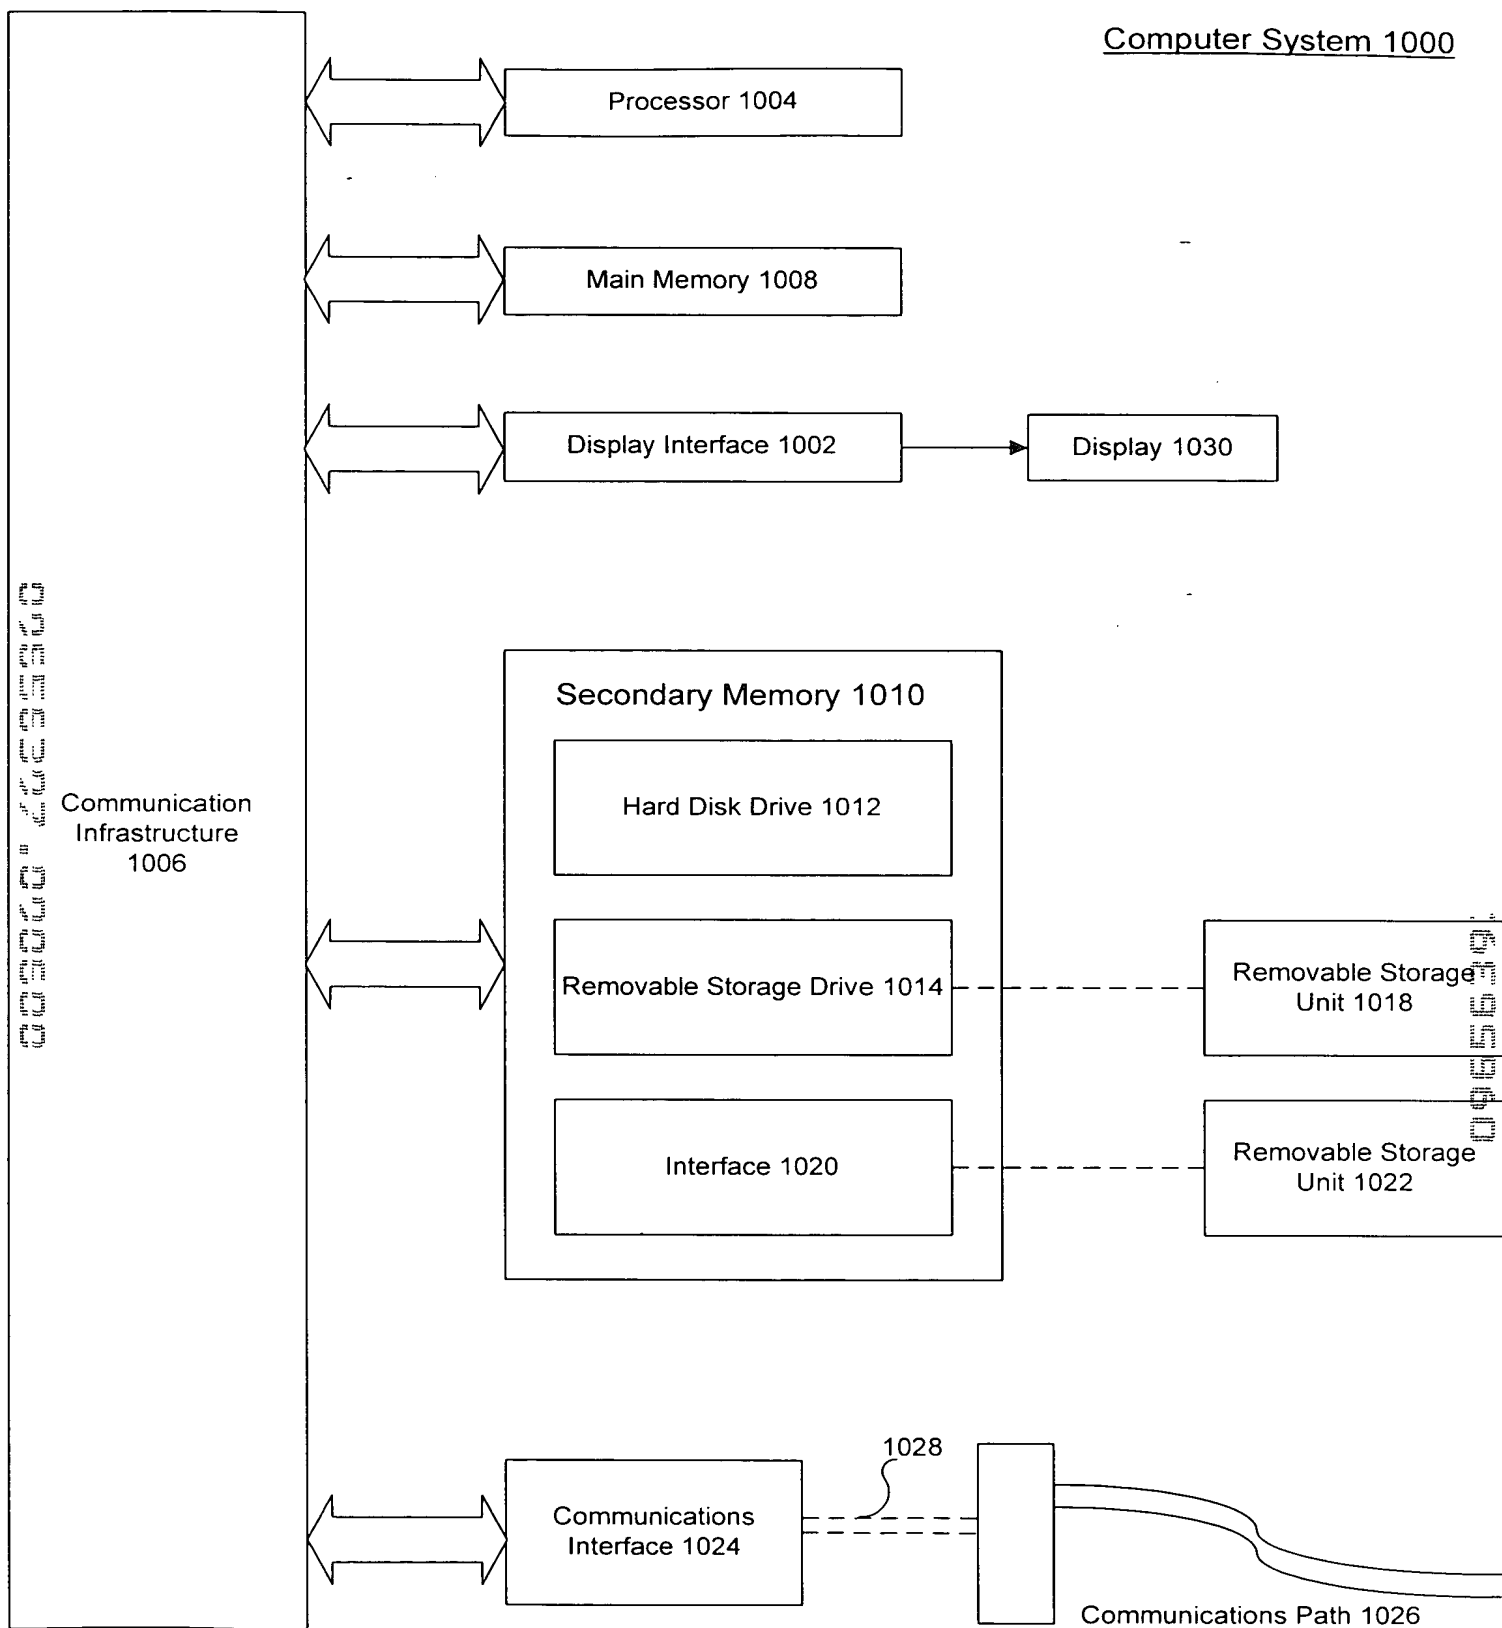 Computer System 1000
Processor 1004
Main Memory 1008
Display Interface 1002
Display 1030
Secondary Memory 1010
Hard Disk Drive 1012
Communication
Infrastructure
1006
Removable Storage Drive 1014
Removable Storage
Unit 1018
Interface 1020
Removable Storage
Unit 1022
1028
Communications
Interface 1024
Communications Path 1026